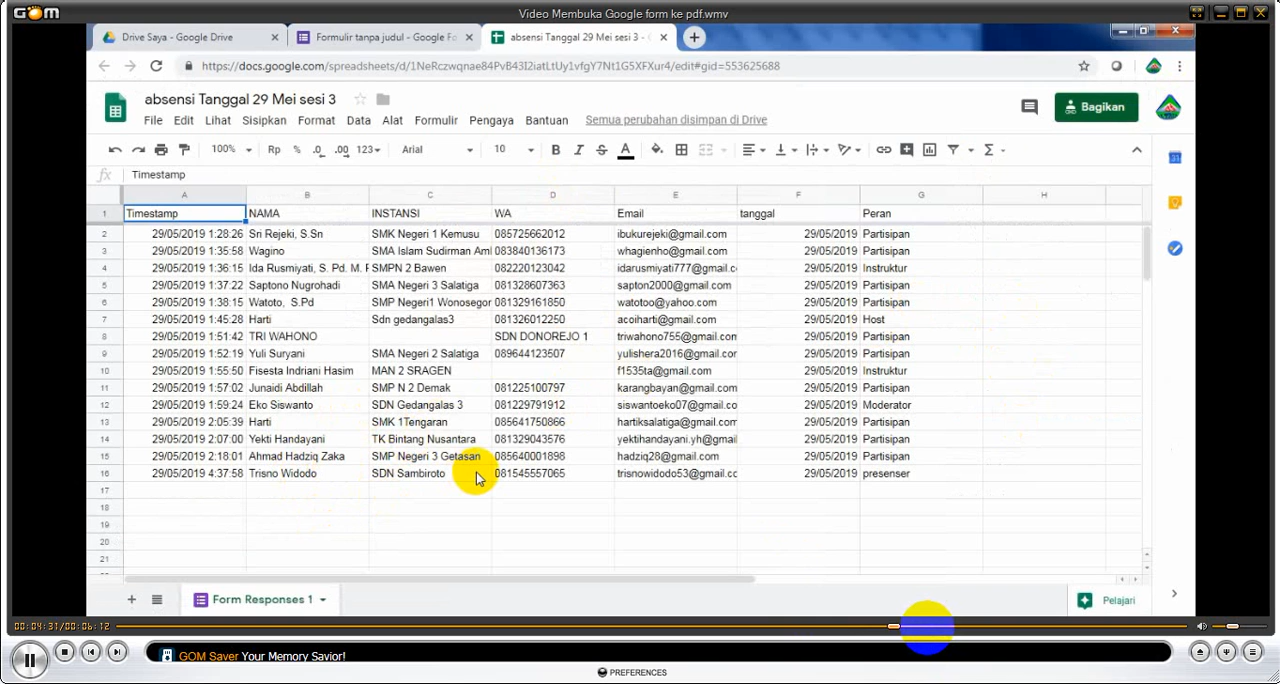 GOM
Video Membuka Google form ke pdf.wmv
Drive Saya - Google Drive
Formulir tanpa judul - Google Fo
absensi Tanggal 29 Mei sesi 3 -
https://docs.google.com/spreadsheets/d/1NeRczwqnae84PvB43I2iatLtUy1vfgY7Nt1G5XFXur4/edit#gid=553625688
absensi Tanggal 29 Mei sesi 3
Bagikan
File Edit Lihat Sisipkan Format Data Alat Formulir Pengaya Bantuan Semua perubahan disimpan di Drive
100% Rp % .0 .00 123 Arial 10 B I S A
fx Timestamp
A B C D E F G H
1 Timestamp NAMA INSTANSI WA Email tanggal Peran
2 29/05/2019 1:28:26 Sri Rejeki, S.Sn SMK Negeri 1 Kemusu 085725662012 ibukurejeki@gmail.com 29/05/2019 Partisipan
3 29/05/2019 1:35:58 Wagino SMA Islam Sudirman Aml 083840136173 whagienho@gmail.com 29/05/2019 Partisipan
4 29/05/2019 1:36:15 Ida Rusmiyati, S. Pd. M. F SMPN 2 Bawen 082220123042 idarusmiyati777@gmail.c 29/05/2019 Instruktur
5 29/05/2019 1:37:22 Saptono Nugrohadi SMA Negeri 3 Salatiga 081328607363 sapton2000@gmail.com 29/05/2019 Partisipan
6 29/05/2019 1:38:15 Watoto, S.Pd SMP Negeri1 Wonosegor 081329161850 watotoo@yahoo.com 29/05/2019 Partisipan
7 29/05/2019 1:45:28 Harti Sdn gedangalas3 081326012250 acoiharti@gmail.com 29/05/2019 Host
8 29/05/2019 1:51:42 TRI WAHONO SDN DONOREJO 1 triwahono755@gmail.com 29/05/2019 Partisipan
9 29/05/2019 1:52:19 Yuli Suryani SMA Negeri 2 Salatiga 089644123507 yulishera2016@gmail.cor 29/05/2019 Partisipan
10 29/05/2019 1:55:50 Fisesta Indriani Hasim MAN 2 SRAGEN f1535ta@gmail.com 29/05/2019 Instruktur
11 29/05/2019 1:57:02 Junaidi Abdillah SMP N 2 Demak 081225100797 karangbayan@gmail.com 29/05/2019 Partisipan
12 29/05/2019 1:59:24 Eko Siswanto SDN Gedangalas 3 081229791912 siswantoeko07@gmail.cor 29/05/2019 Moderator
13 29/05/2019 2:05:39 Harti SMK 1Tengaran 085641750866 hartiksalatiga@gmail.com 29/05/2019 Partisipan
14 29/05/2019 2:07:00 Yekti Handayani TK Bintang Nusantara 081329043576 yektihandayani.yh@gmail 29/05/2019 Partisipan
15 29/05/2019 2:18:01 Ahmad Hadziq Zaka SMP Negeri 3 Getasan 085640001898 hadziq28@gmail.com 29/05/2019 Partisipan
16 29/05/2019 4:37:58 Trisno Widodo SDN Sambiroto 081545557065 trisnowidodo53@gmail.cc 29/05/2019 presenser
17
18
19
20
21
Form Responses 1
Pelajari
00:04:31/00:06:12
GOM Saver Your Memory Savior!
PREFERENCES